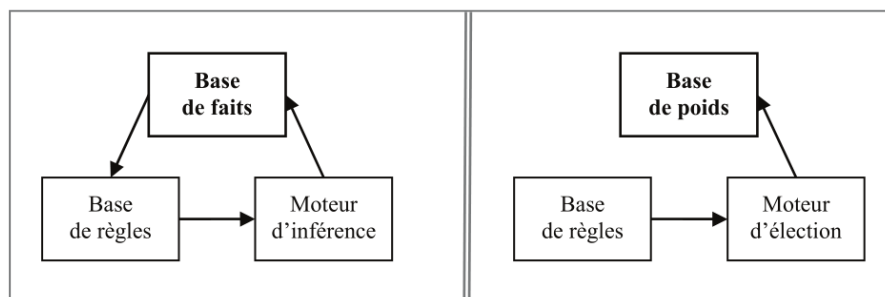 Base
de faits
Base
de règles
Moteur
d'inférence
Base
de poids
Base
de règles
Moteur
d'élection